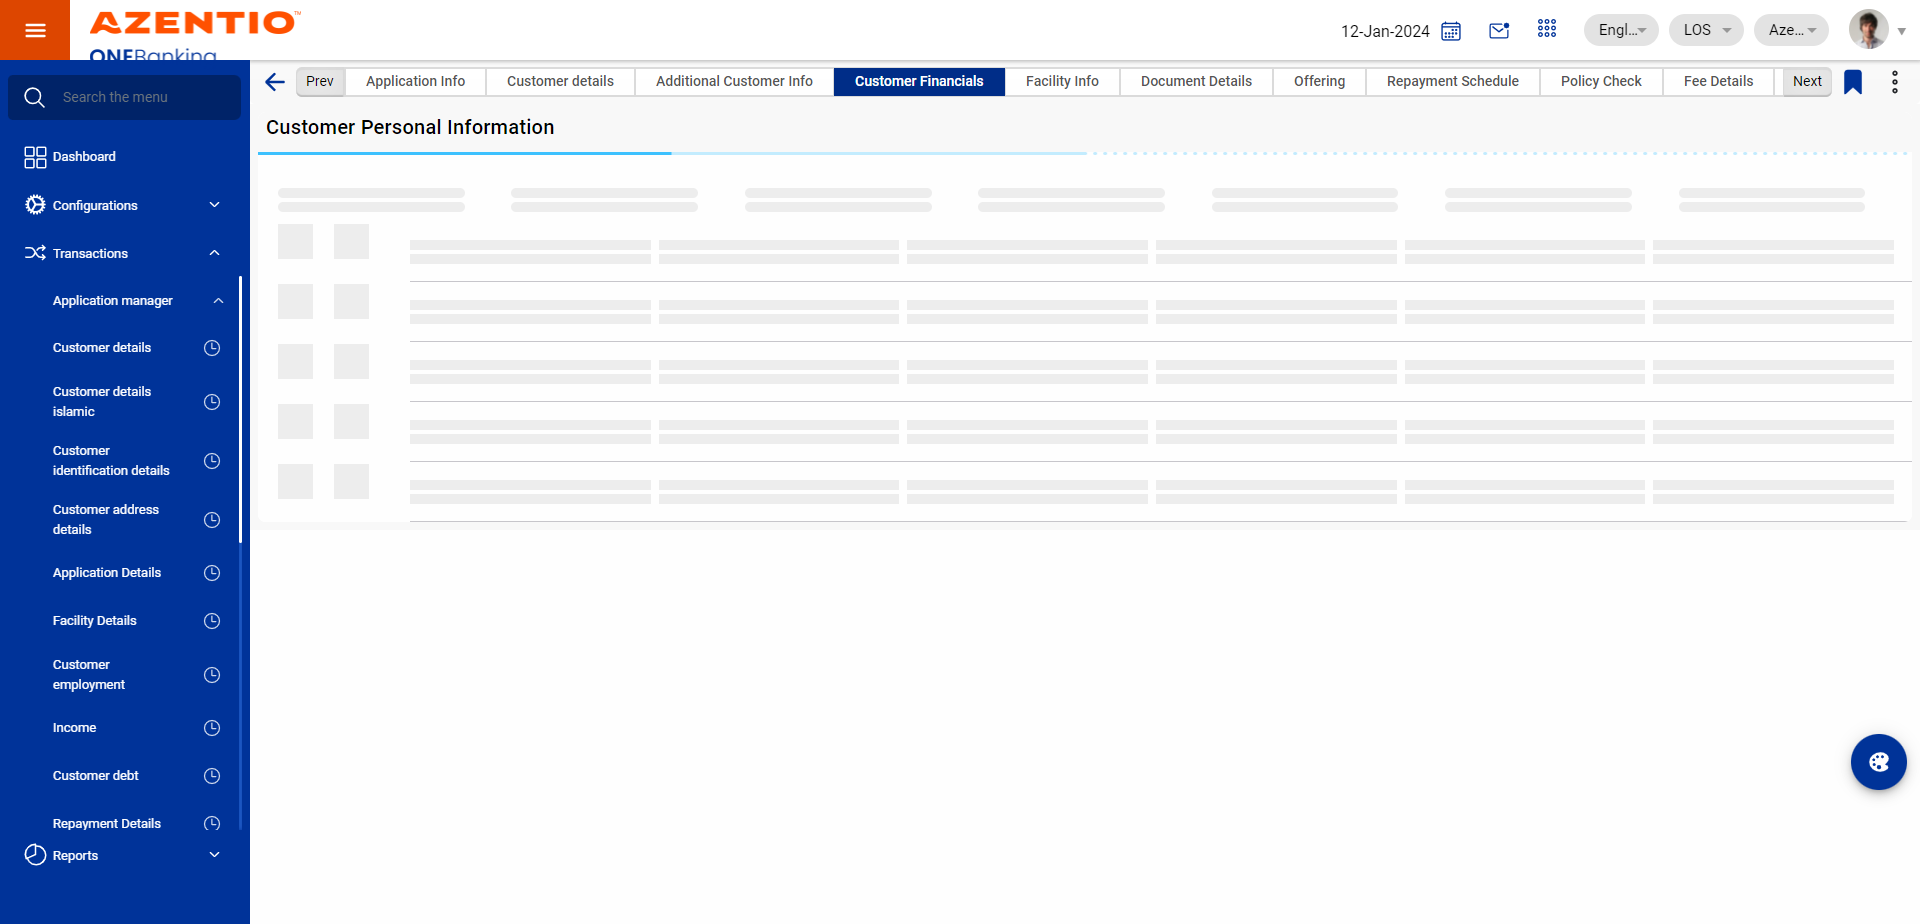 AZENTIO™
ONEBanking
12-Jan-2024
Engl...
LOS
Aze...
Search the menu
Dashboard
Configurations
Transactions
Application manager
Customer details
Customer details
islamic
Customer
identification details
Customer address
details
Application Details
Facility Details
Customer
employment
Income
Customer debt
Repayment Details
Reports
Prev
Application Info
Customer details
Additional Customer Info
Customer Financials
Facility Info
Document Details
Offering
Repayment Schedule
Policy Check
Fee Details
Next
Customer Personal Information